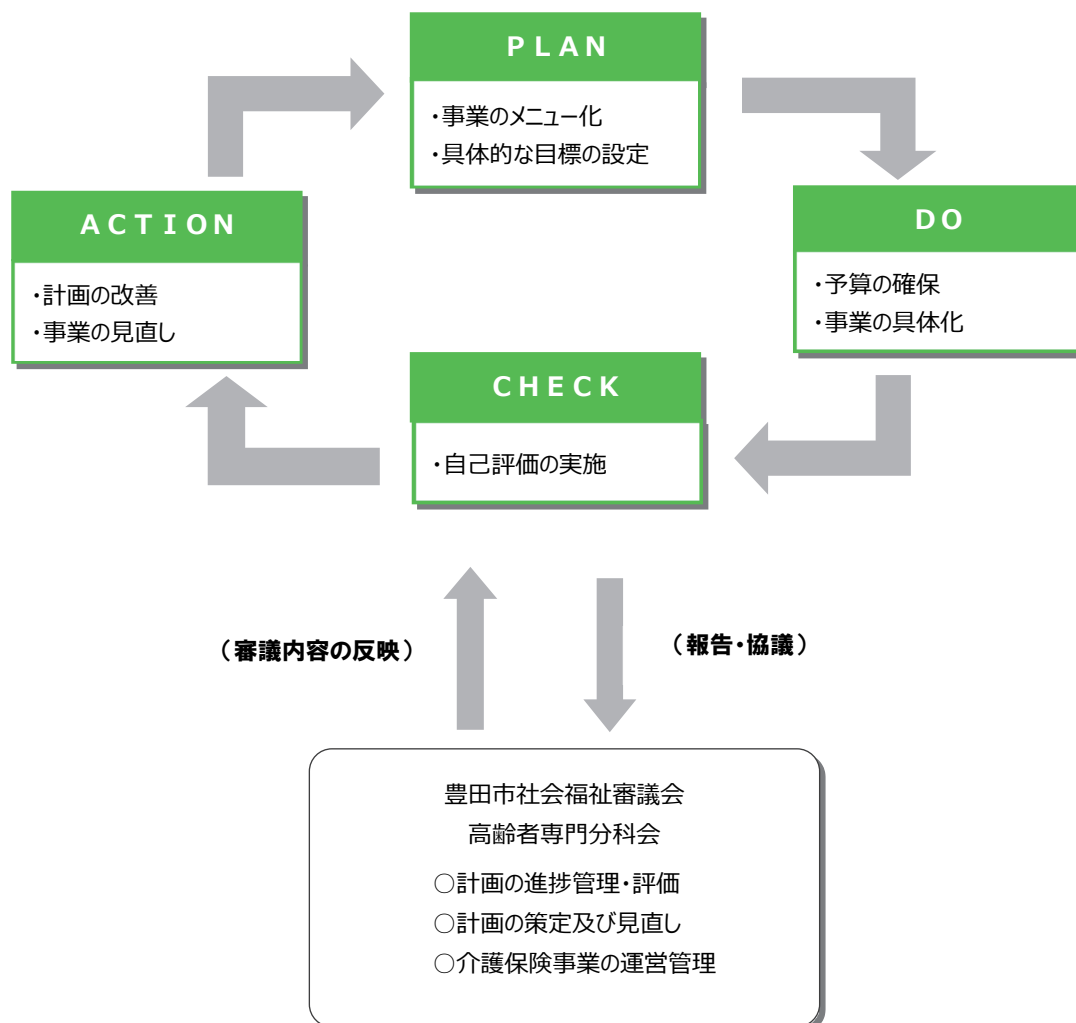 ＰＬＡＮ
・事業のメニュー化
・具体的な目標の設定
ＡＣＴＩＯＮ
・計画の改善
・事業の見直し
ＤＯ
・予算の確保
・事業の具体化
ＣＨＥＣＫ
・自己評価の実施
（審議内容の反映）
（報告・協議）
豊田市社会福祉審議会
高齢者専門分科会
○計画の進捗管理・評価
○計画の策定及び見直し
○介護保険事業の運営管理